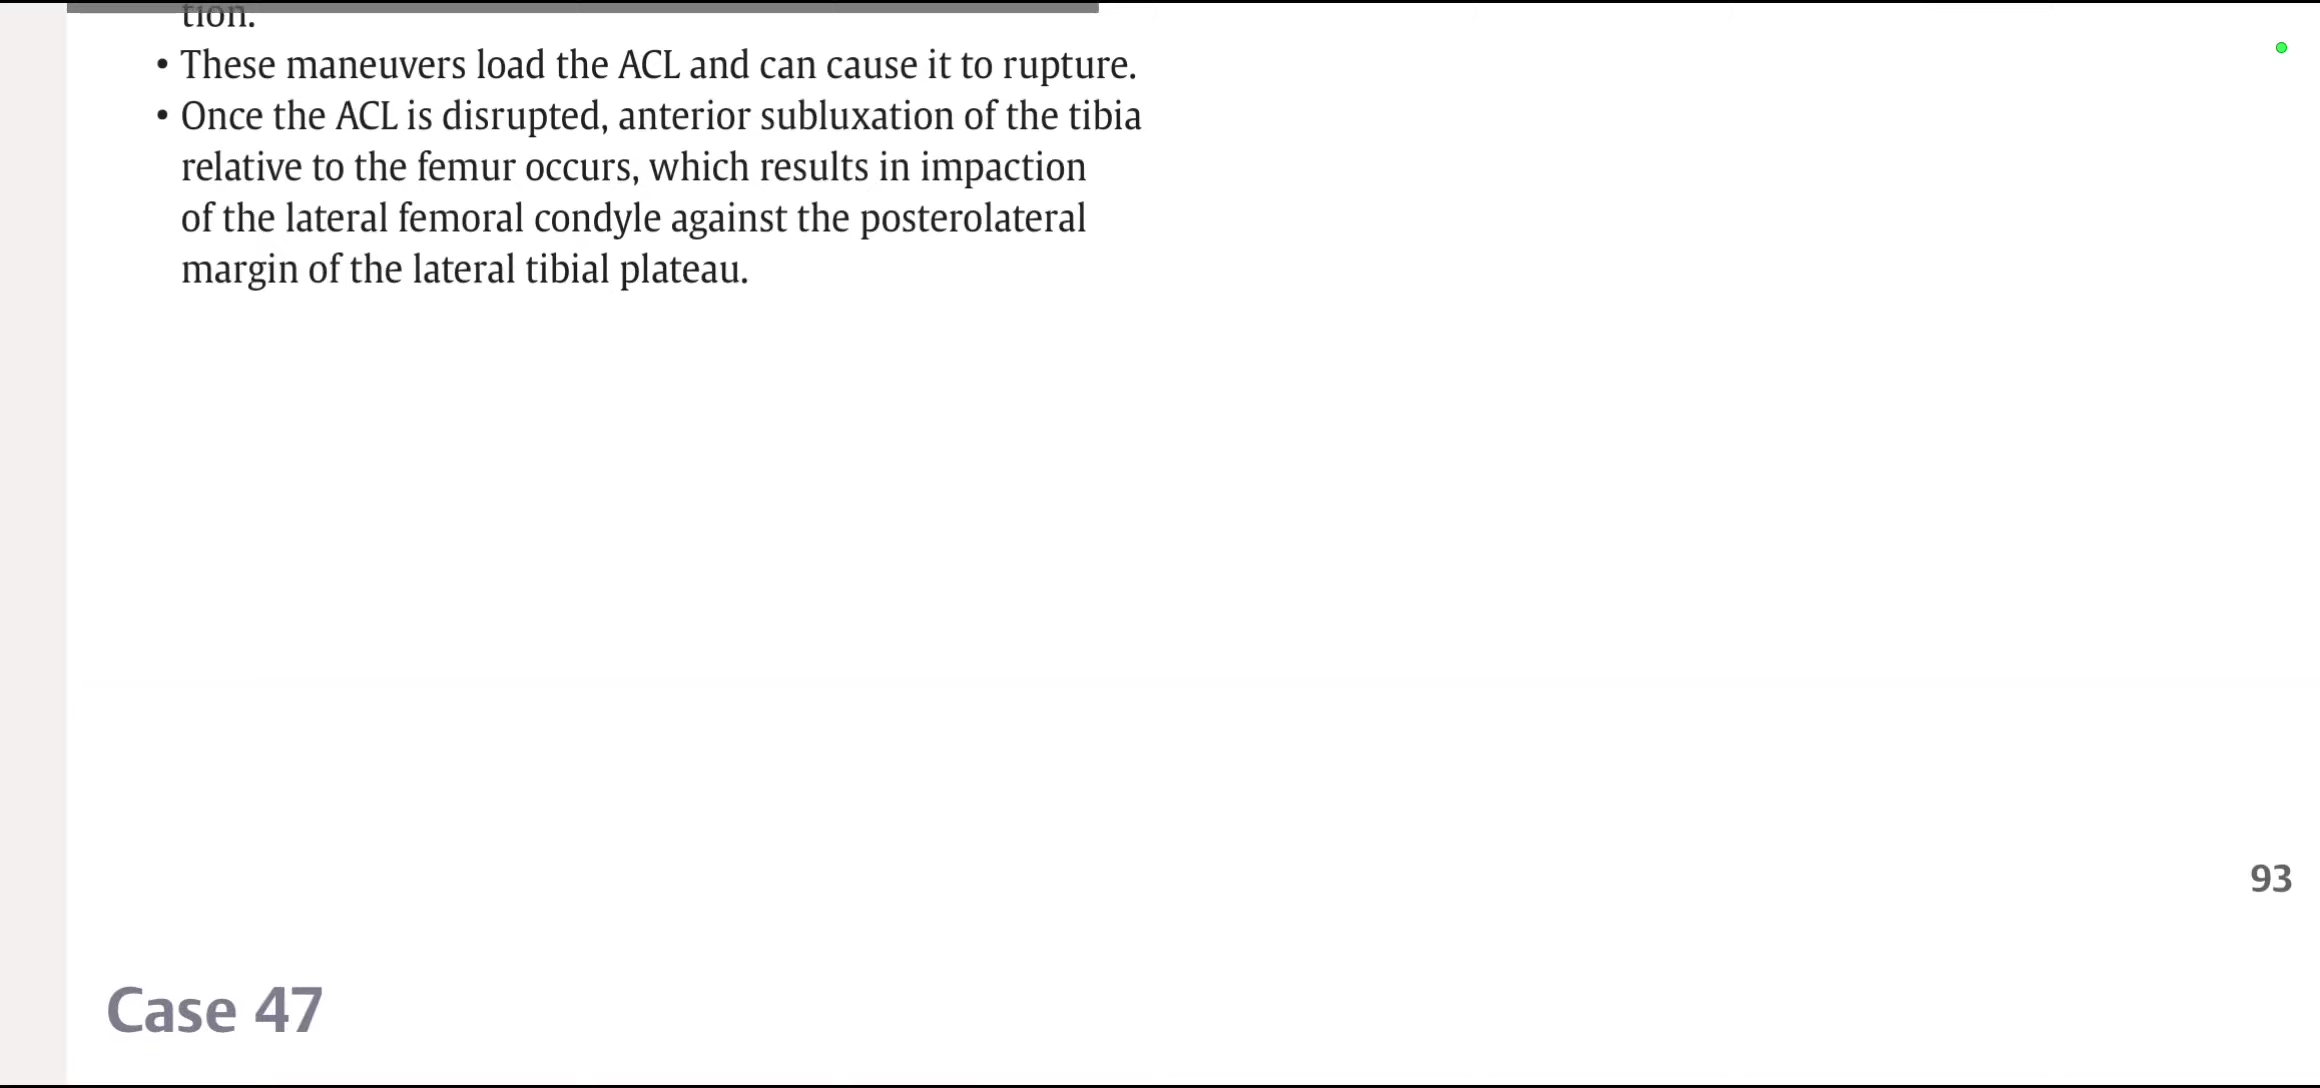 tion.
• These maneuvers load the ACL and can cause it to rupture.
• Once the ACL is disrupted, anterior subluxation of the tibia
relative to the femur occurs, which results in impaction
of the lateral femoral condyle against the posterolateral
margin of the lateral tibial plateau.
93
Case 47